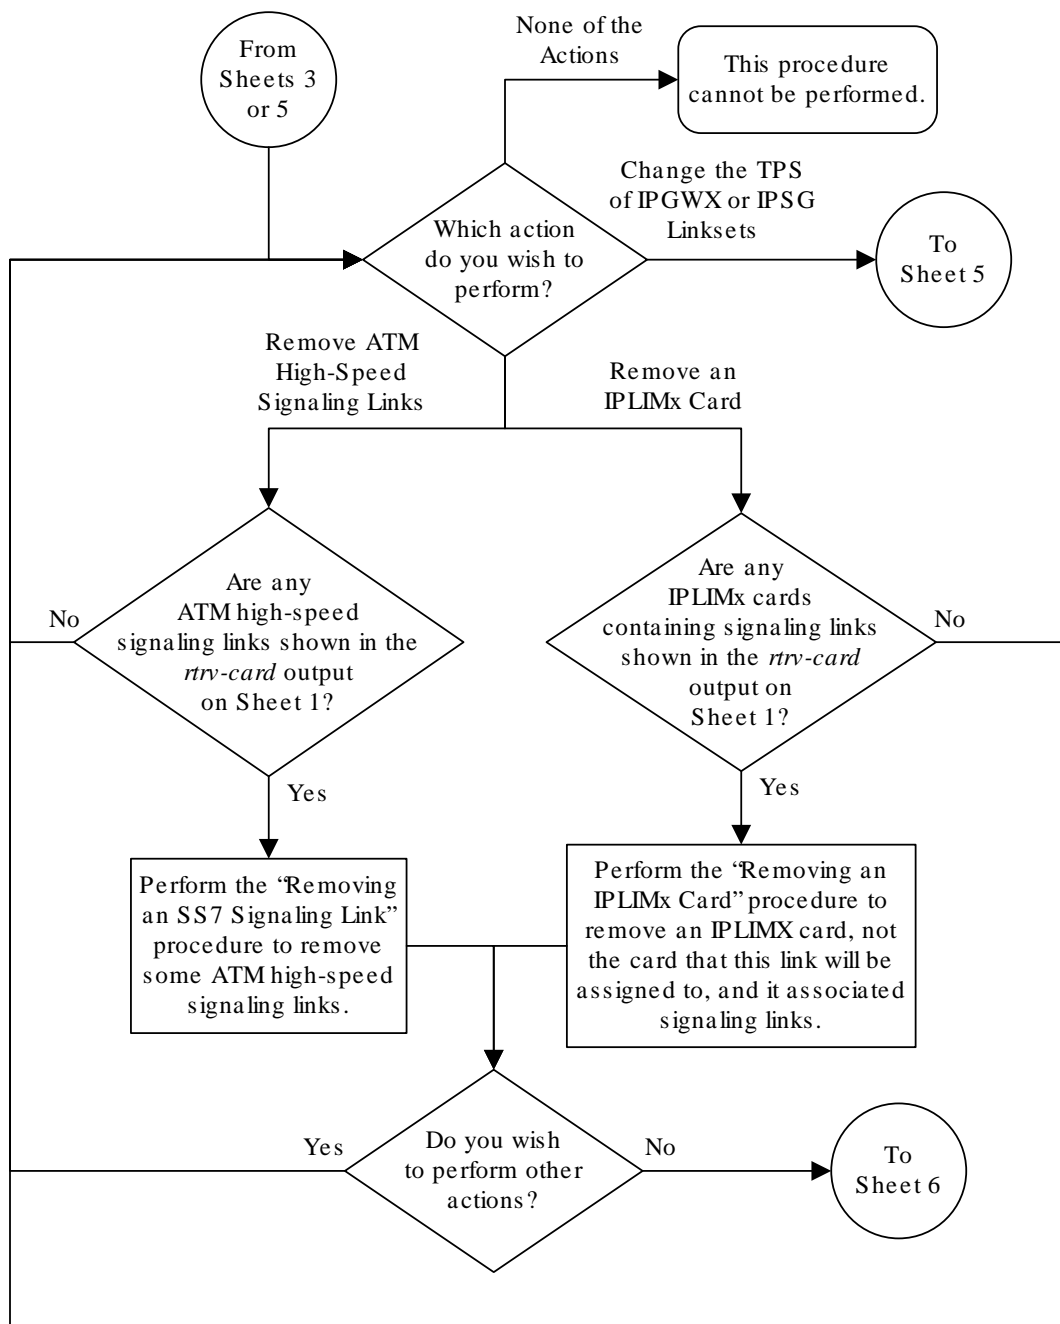 From
Sheets 3
or 5
None of the
Actions
This procedure
cannot be performed.
Which action
do you wish to
perform?
Change the TPS
of IPGWX or IPSG
Linksets
To
Sheet 5
Remove ATM
High-Speed
Signaling Links
Remove an
IPLIMx Card
Are any
ATM high-speed
signaling links shown in the
rtrv-card output
on Sheet 1?
No
Yes
Are any
IPLIMx cards
containing signaling links
shown in the rtrv-card
output on
Sheet 1?
No
Yes
Perform the “Removing
an SS7 Signaling Link”
procedure to remove
some ATM high-speed
signaling links.
Perform the “Removing an
IPLIMx Card” procedure to
remove an IPLIMX card, not
the card that this link will be
assigned to, and it associated
signaling links.
Do you wish
to perform other
actions?
Yes
No
To
Sheet 6